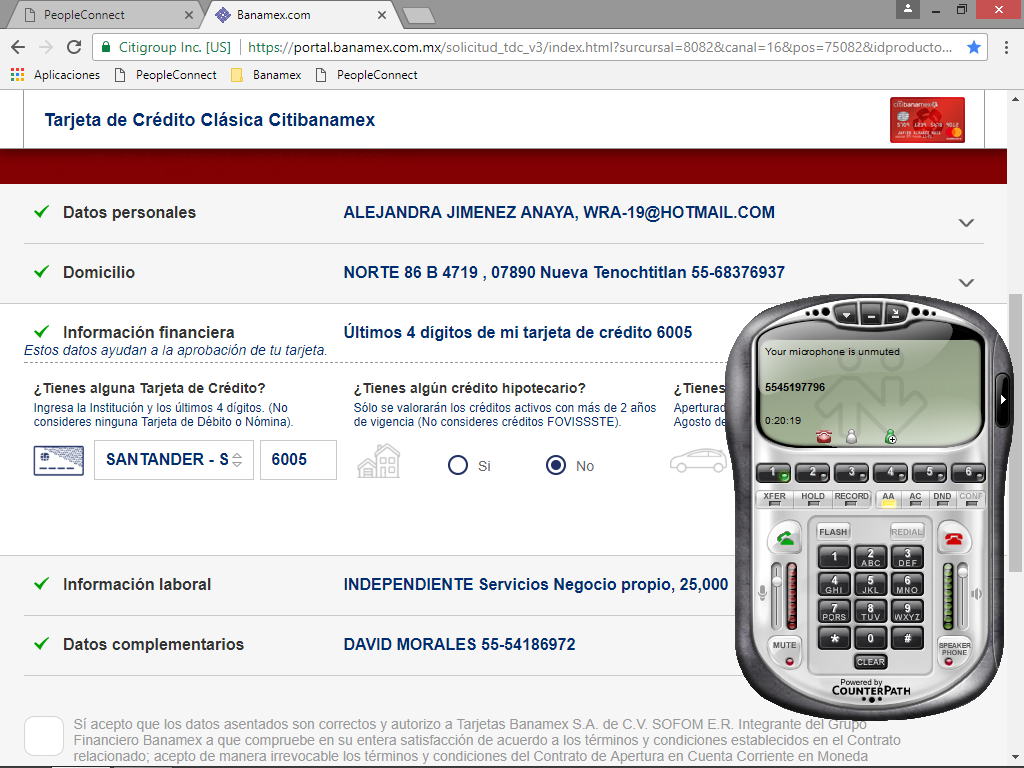 PeopleConnect
Banamex.com
Citigroup Inc. [US]
https://portal.banamex.com.mx/solicitud_tdc_v3/index.html?sursursal=8082&canal=16&pos=75082&idproducto...
Aplicaciones
PeopleConnect
Banamex
PeopleConnect
Tarjeta de Crédito Clásica Citibanamex
citibanamex
Datos personales
ALEJANDRA JIMENEZ ANAYA, WRA-19@HOTMAIL.COM
Domicilio
NORTE 86 B 4719 , 07890 Nueva Tenochtitlan 55-68376937
Información financiera
Últimos 4 dígitos de mi tarjeta de crédito 6005
Estos datos ayudan a la aprobación de tu tarjeta.
¿Tienes alguna Tarjeta de Crédito?
Ingresa la Institución y los últimos 4 dígitos. (No
consideres ninguna Tarjeta de Débito o Nómina).
SANTANDER - S
6005
¿Tienes algún crédito hipotecario?
Sólo se valorarán los créditos activos con más de 2 años
de vigencia (No consideres créditos FOVISSSTE).
Si
No
¿Tienes
Agosto de
Información laboral
INDEPENDIENTE Servicios Negocio propio, 25,000
Datos complementarios
DAVID MORALES 55-54186972
Sí acepto que los datos asentados son correctos y autorizo a Tarjetas Banamex S.A. de C.V. SOFOM E.R. Integrante del Grupo
Financiero Banamex a que compruebe en su entera satisfacción de acuerdo a los términos y condiciones establecidos en el Contrato
relacionado; acepto de manera irrevocable los términos y condiciones del Contrato de Apertura en Cuenta Corriente en Moneda
Your microphone is unmuted
5545197796
0:20:19
1 2 3 4 5 6
XFER HOLD RECORD AA AC DND CONF
FLASH REDIAL
1 2 ABC 3 DEF
4 GHI 5 JKL 6 MNO
7 PQRS 8 TUV 9 WXYZ
* 0 #
MUTE
CLEAR
SPEAKER
PHONE
Powered by
COUNTERPATH